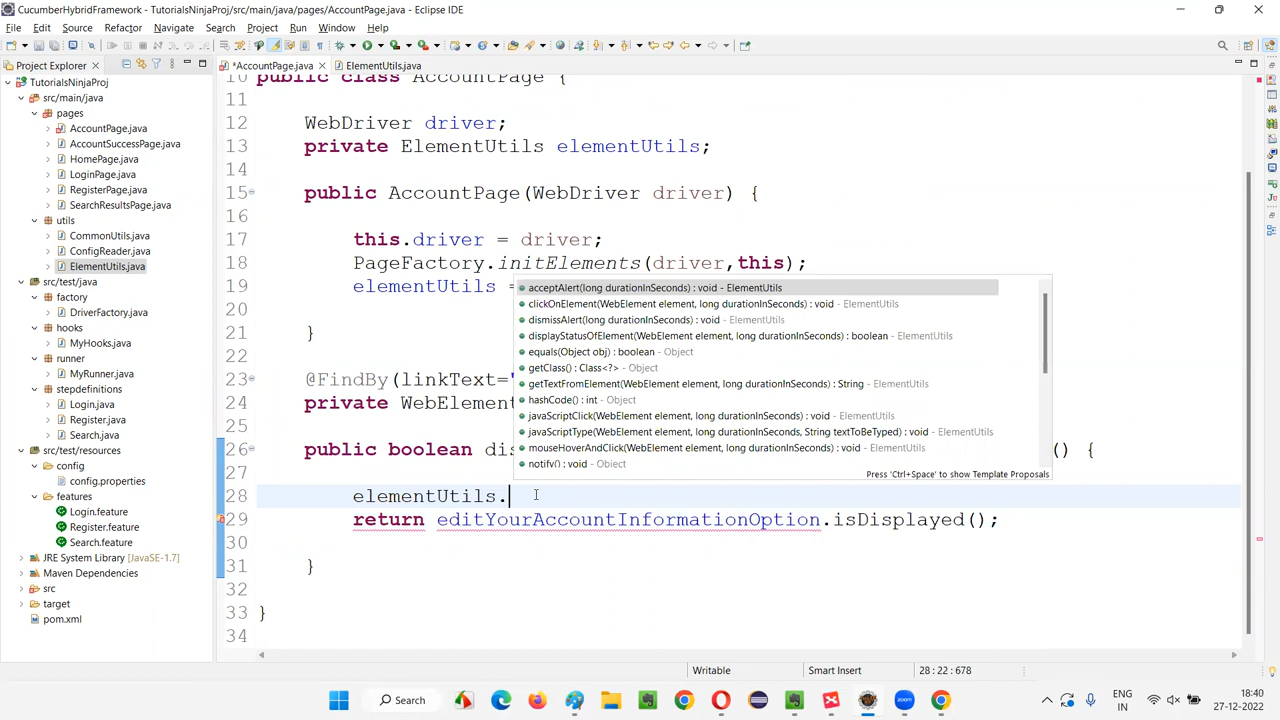 CucumberHybridFramework - TutorialsNinjaProj/src/main/java/pages/AccountPage.java - Eclipse IDE
File Edit Source Refactor Navigate Search Project Run Window Help
Project Explorer
*AccountPage.java
ElementUtils.java
TutorialsNinjaProj
src/main/java
pages
AccountPage.java
AccountSuccessPage.java
HomePage.java
LoginPage.java
RegisterPage.java
SearchResultsPage.java
utils
CommonUtils.java
ConfigReader.java
ElementUtils.java
src/test/java
factory
DriverFactory.java
hooks
MyHooks.java
runner
MyRunner.java
stepdefinitions
Login.java
Register.java
Search.java
src/test/resources
config
config.properties
features
Login.feature
Register.feature
Search.feature
JRE System Library [JavaSE-1.7]
Maven Dependencies
src
target
pom.xml
10 public class AccountPage {
11
12 WebDriver driver;
13 private ElementUtils elementUtils;
14
15 public AccountPage(WebDriver driver) {
16
17 this.driver = driver;
18 PageFactory.initElements(driver,this);
19 elementUtils =
20
21 }
22
23 @FindBy(linkText="
24 private WebElement
25
26 public boolean dis () {
27
28 elementUtils.
29 return editYourAccountInformationOption.isDisplayed();
30
31 }
32
33 }
34
acceptAlert(long durationInSeconds) : void - ElementUtils
clickOnElement(WebElement element, long durationInSeconds) : void - ElementUtils
dismissAlert(long durationInSeconds) : void - ElementUtils
displayStatusOfElement(WebElement element, long durationInSeconds) : boolean - ElementUtils
equals(Object obj) : boolean - Object
getClass() : Class<?> - Object
getTextFromElement(WebElement element, long durationInSeconds) : String - ElementUtils
hashCode() : int - Object
javaScriptClick(WebElement element, long durationInSeconds) : void - ElementUtils
javaScriptType(WebElement element, long durationInSeconds, String textToBeTyped) : void - ElementUtils
mouseHoverAndClick(WebElement element, long durationInSeconds) : void - ElementUtils
notify() : void - Object
Press 'Ctrl+Space' to show Template Proposals
Writable
Smart Insert
28 : 22 : 678
Search
ENG
IN
18:40
27-12-2022